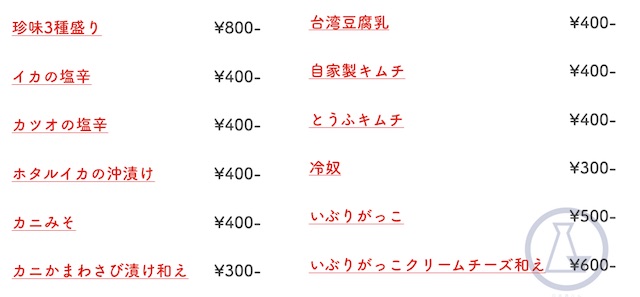 珍味3種盛り ¥800-
イカの塩辛 ¥400-
カツオの塩辛 ¥400-
ホタルイカの沖漬け ¥400-
カニみそ ¥400-
カニかまわさび漬け和え ¥300-
台湾豆腐乳 ¥400-
自家製キムチ ¥400-
とうふキムチ ¥400-
冷奴 ¥300-
いぶりがっこ ¥500-
いぶりがっこクリームチーズ和え ¥600-